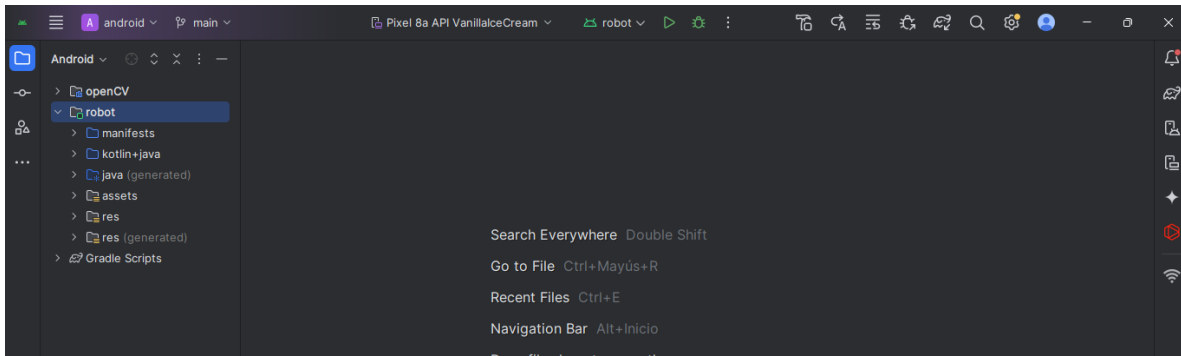 A android main Pixel 8a API VanillaIceCream robot
Android
openCV
robot
manifests
kotlin+java
java (generated)
assets
res
res (generated)
Gradle Scripts
Search Everywhere Double Shift
Go to File Ctrl+Mayús+R
Recent Files Ctrl+E
Navigation Bar Alt+Inicio